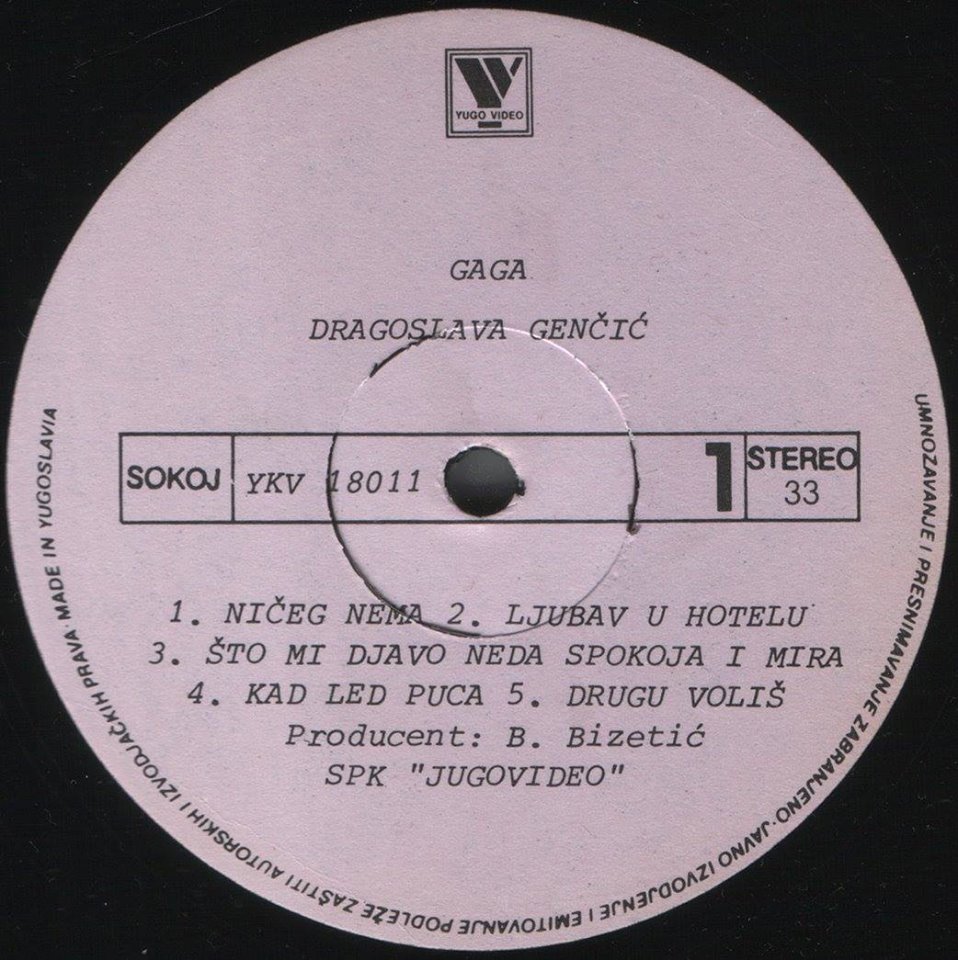 YUGO VIDEO
GAGA
DRAGOSLAVA GENČIĆ
SOKOJ YKV 18011 1 STEREO 33
1. NIČEG NEMA 2. LJUBAV U HOTELU
3. ŠTO MI DJAVO NEDA SPOKOJA I MIRA
4. KAD LED PUCA 5. DRUGU VOLIŠ
Producent: B. Bizetić
SPK "JUGOVIDEO"
UMNOZAVANJE I PRESNIMAVANJE ZABRANJENO. JAVNO IZVODJENJE I EMITOVANJE PODLEŽE ZAŠTITI AUTORSKIH I IZVODJAČKIH PRAVA. MADE IN YUGOSLAVIA